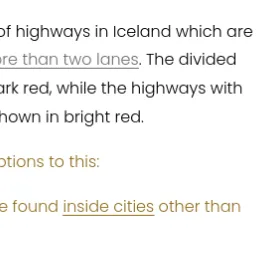 of highways in Iceland which are
re than two lanes. The divided
ark red, while the highways with
hown in bright red.
ptions to this:
e found inside cities other than